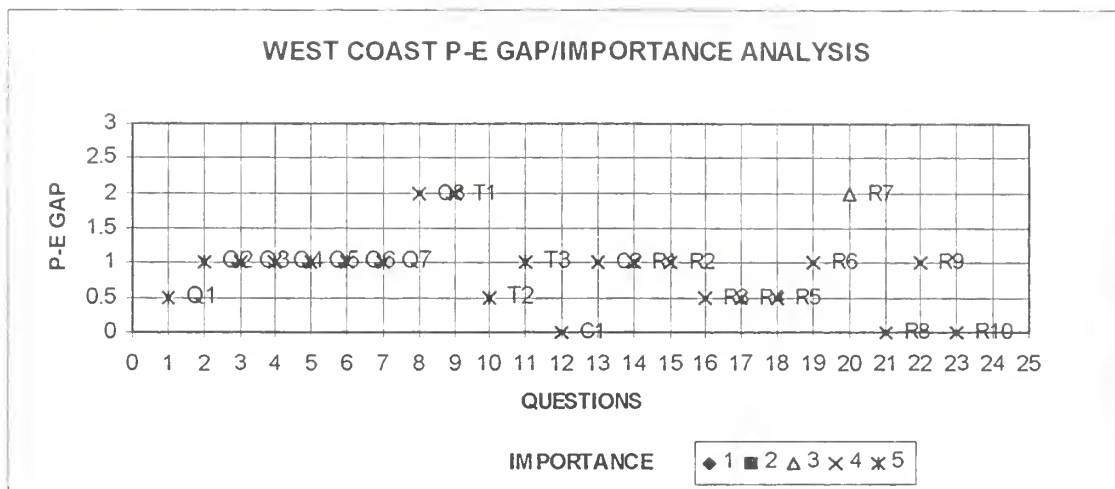 WEST COAST P-E GAP/IMPORTANCE ANALYSIS
P-E GAP
3
2.5
2
1.5
1
0.5
0
Q8 T1 R7
Q2 Q3 Q4 Q5 Q6 Q7 T3 C2 R1 R2 R6 R9
Q1 T2 R3 R4 R5
C1 R8 R10
0 1 2 3 4 5 6 7 8 9 10 11 12 13 14 15 16 17 18 19 20 21 22 23 24 25
QUESTIONS
IMPORTANCE 1 2 3 4 5